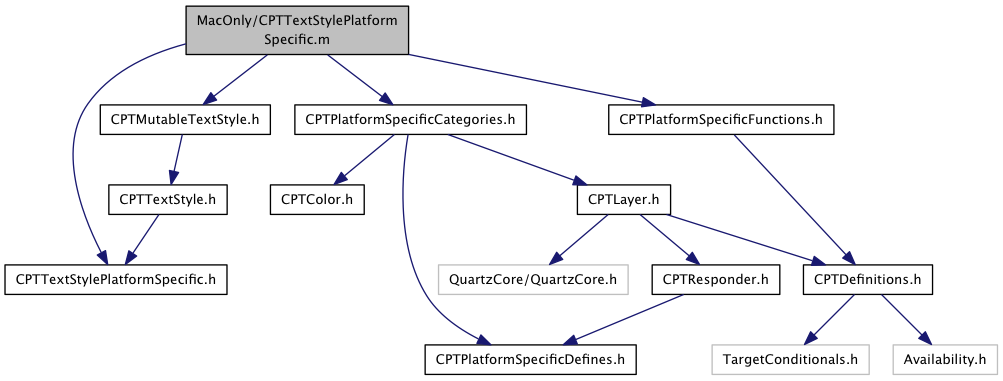 MacOnly/CPTTextStylePlatform
Specific.m
CPTMutableTextStyle.h
CPTPlatformSpecificCategories.h
CPTPlatformSpecificFunctions.h
CPTTextStyle.h
CPTColor.h
CPTLayer.h
CPTTextStylePlatformSpecific.h
QuartzCore/QuartzCore.h
CPTResponder.h
CPTDefinitions.h
CPTPlatformSpecificDefines.h
TargetConditionals.h
Availability.h